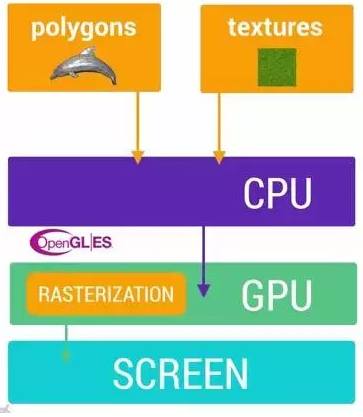 polygons
textures
CPU
OpenGL|ES
RASTERIZATION
GPU
SCREEN